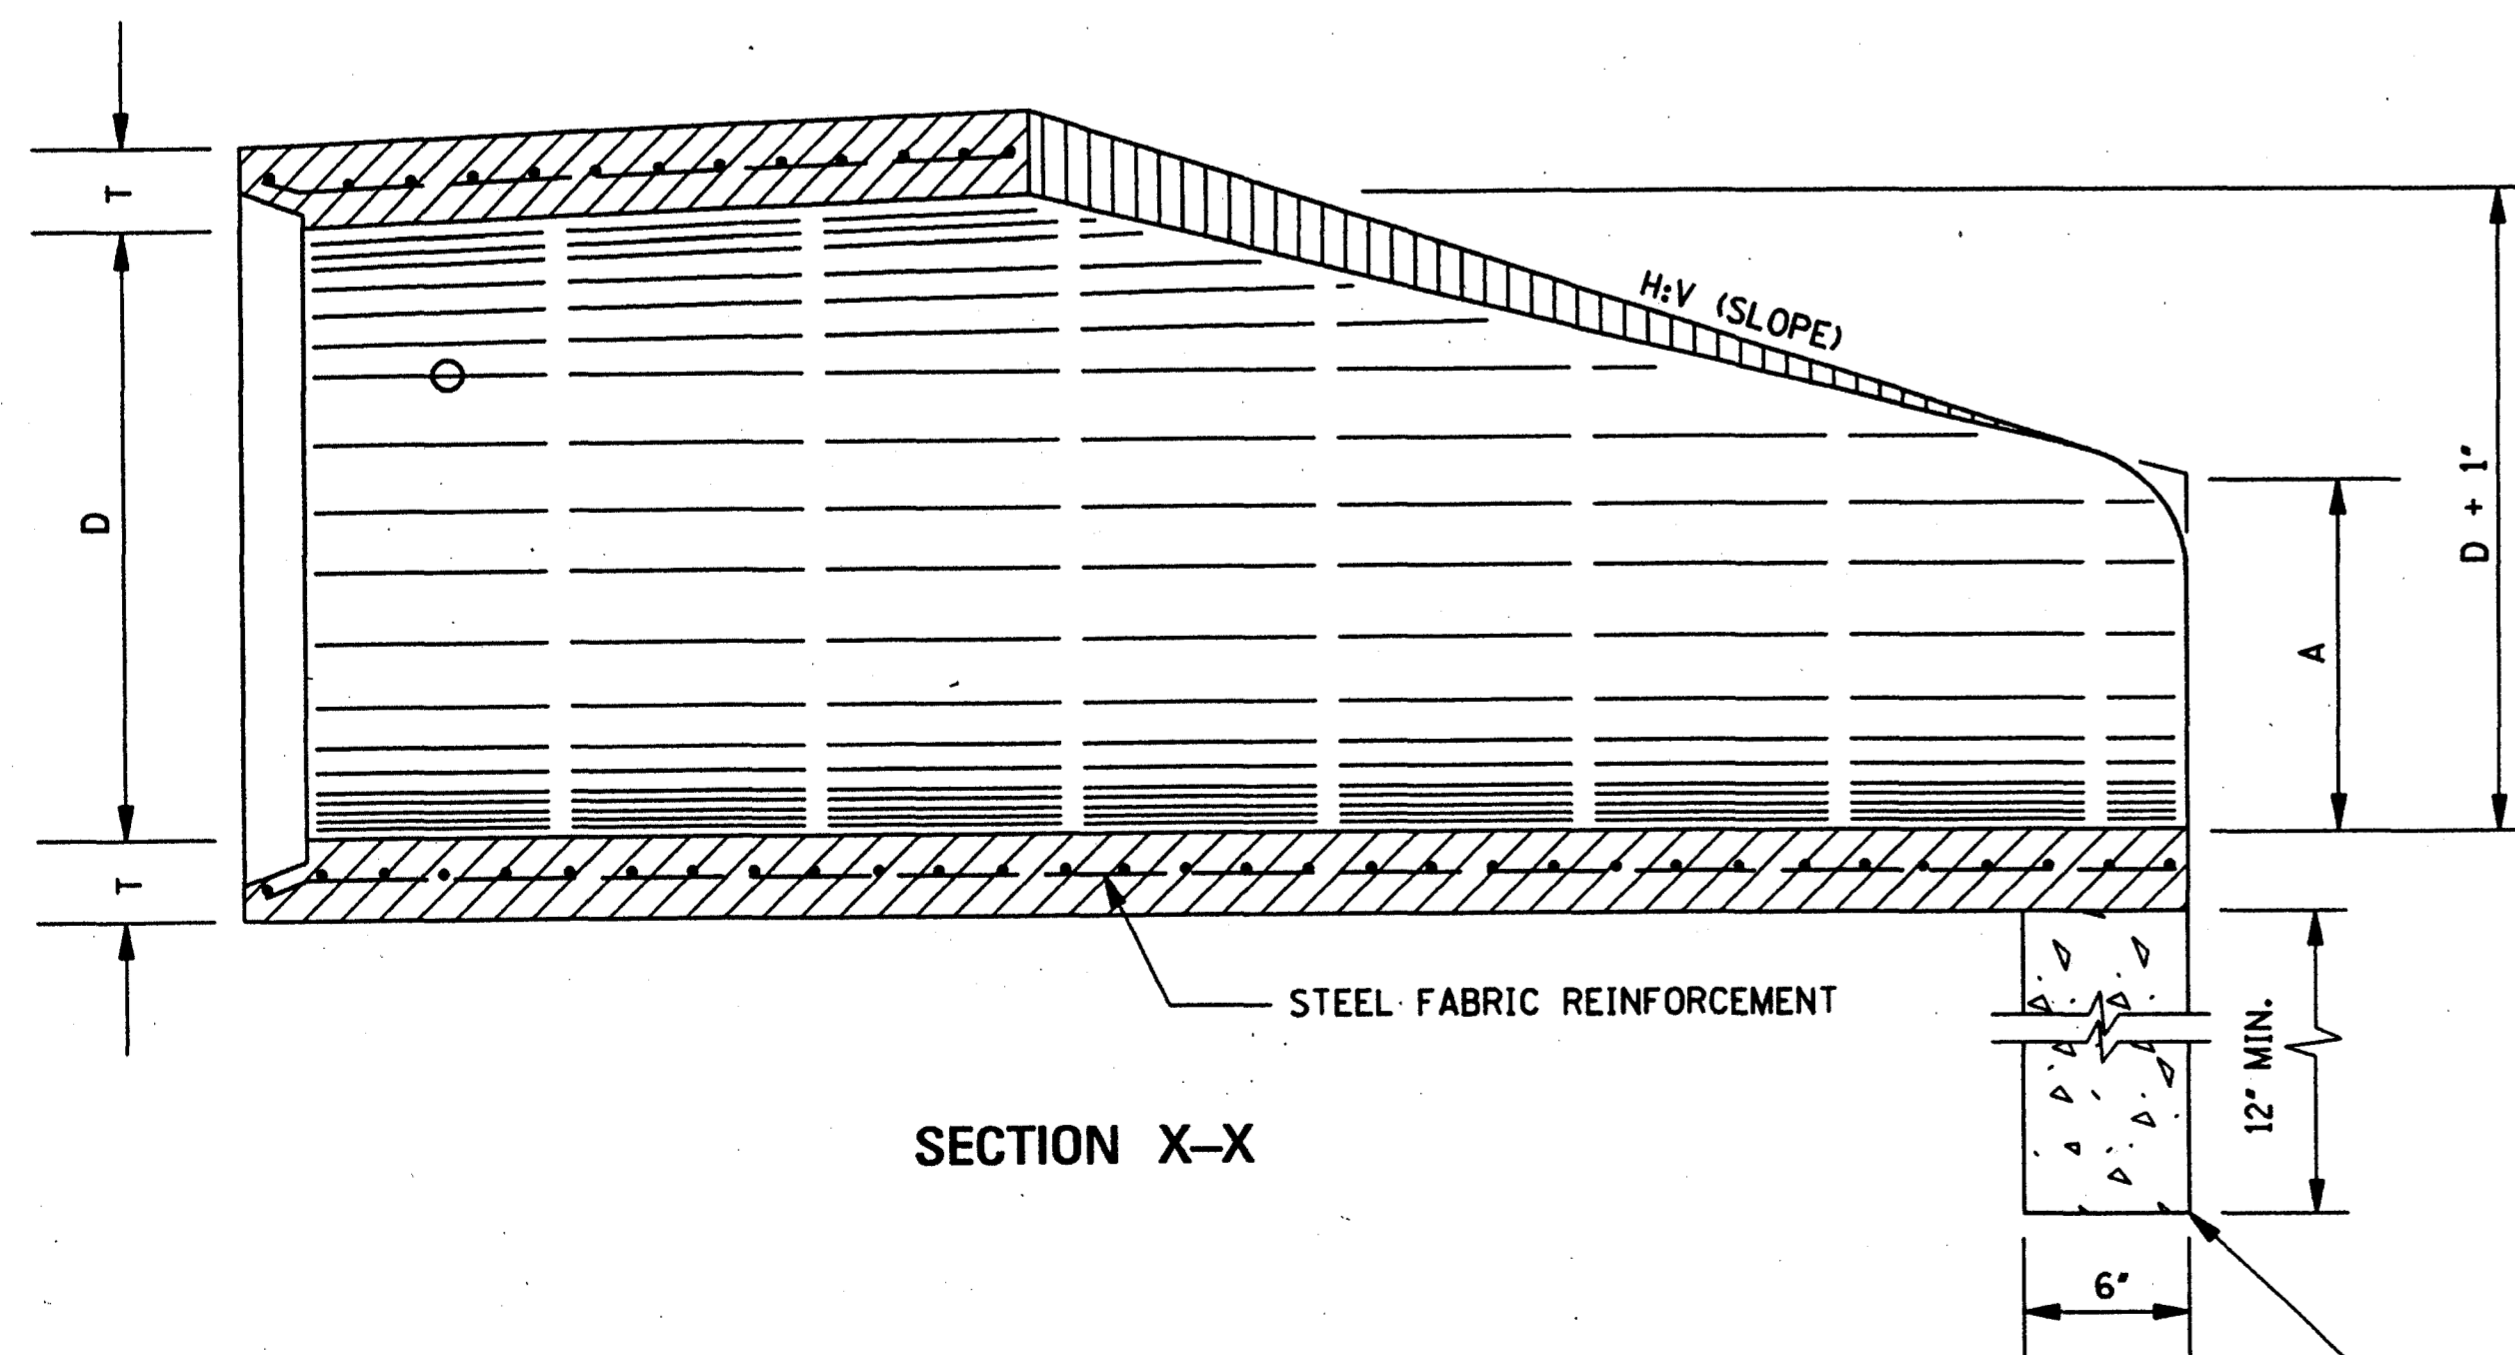 T
D
T
H:V (SLOPE)
D + 1"
A
STEEL FABRIC REINFORCEMENT
12" MIN.
SECTION X–X
6"